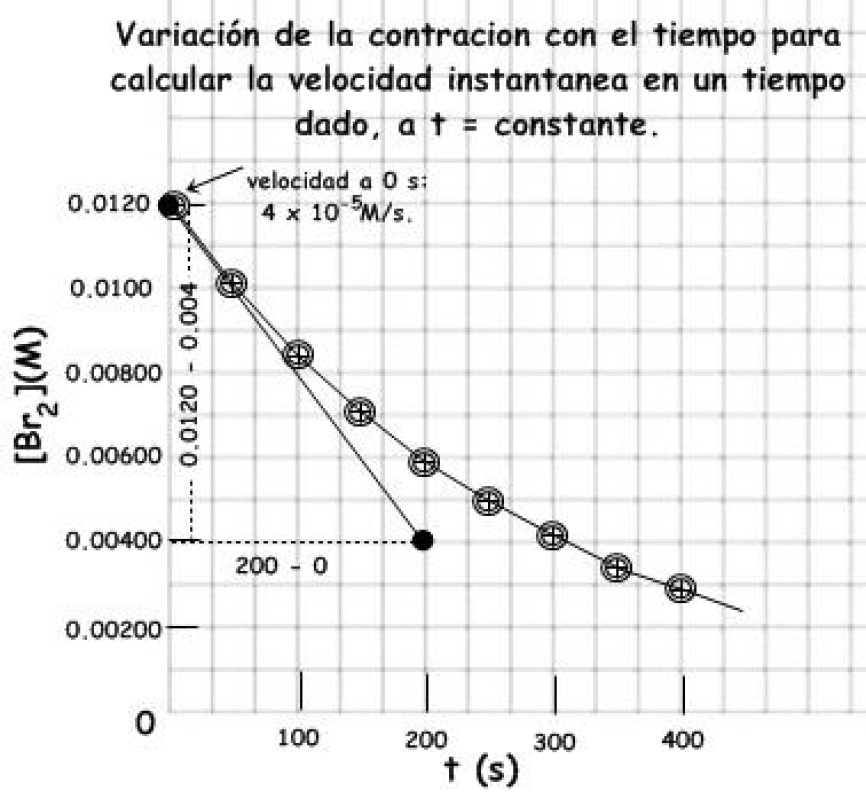 Variación de la contracion con el tiempo para
calcular la velocidad instantanea en un tiempo
dado, a t = constante.
velocidad a 0 s:
4 x 10⁻⁵M/s.
0.0120
0.0100
0.00800
0.00600
0.00400
0.00200
0
[Br₂](M)
0.0120 - 0.004
200 - 0
100
200
300
400
t (s)